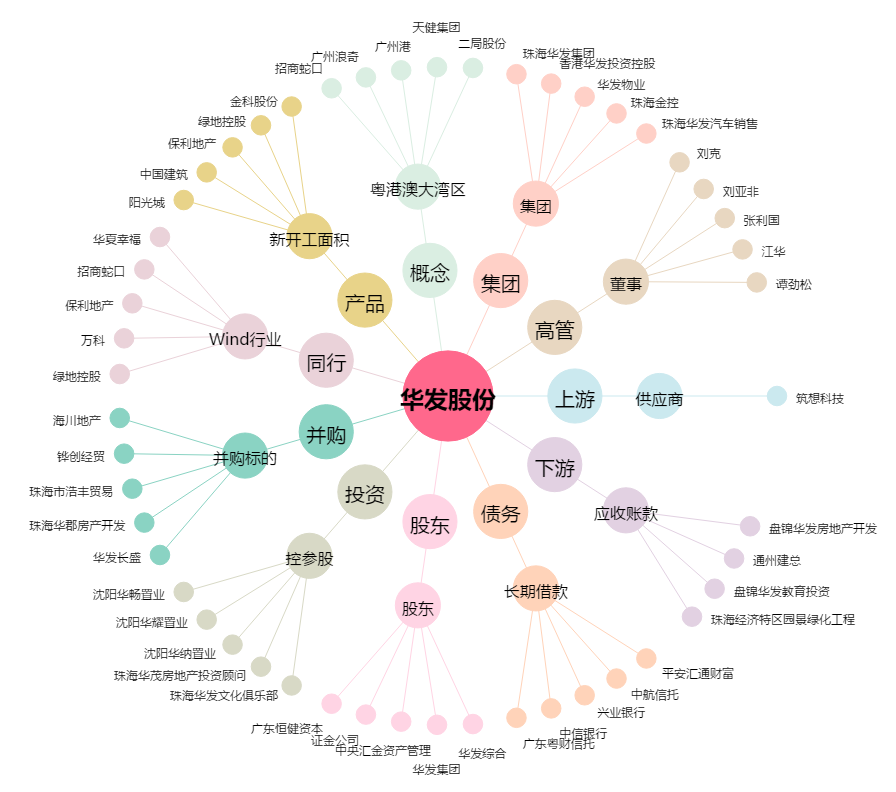 天健集团
二局股份
广州港
广州浪奇
招商蛇口
珠海华发集团
香港华发投资控股
华发物业
珠海金控
珠海华发汽车销售
金科股份
绿地控股
保利地产
中国建筑
阳光城
刘克
刘亚非
张利国
江华
谭劲松
粤港澳大湾区
集团
新开工面积
概念
集团
董事
华夏幸福
招商蛇口
保利地产
万科
绿地控股
产品
高管
Wind行业
同行
华发股份
上游
供应商
筑想科技
海川地产
铧创经贸
珠海市浩丰贸易
珠海华郡房产开发
华发长盛
并购
并购标的
投资
下游
股东
债务
应收账款
盘锦华发房地产开发
通州建总
盘锦华发教育投资
珠海经济特区园景绿化工程
控参股
沈阳华畅置业
沈阳华耀置业
沈阳华纳置业
珠海华茂房地产投资顾问
珠海华发文化俱乐部
股东
长期借款
平安汇通财富
中航信托
兴业银行
中信银行
广东粤财信托
广东恒健资本
证金公司
中央汇金资产管理
华发集团
华发综合